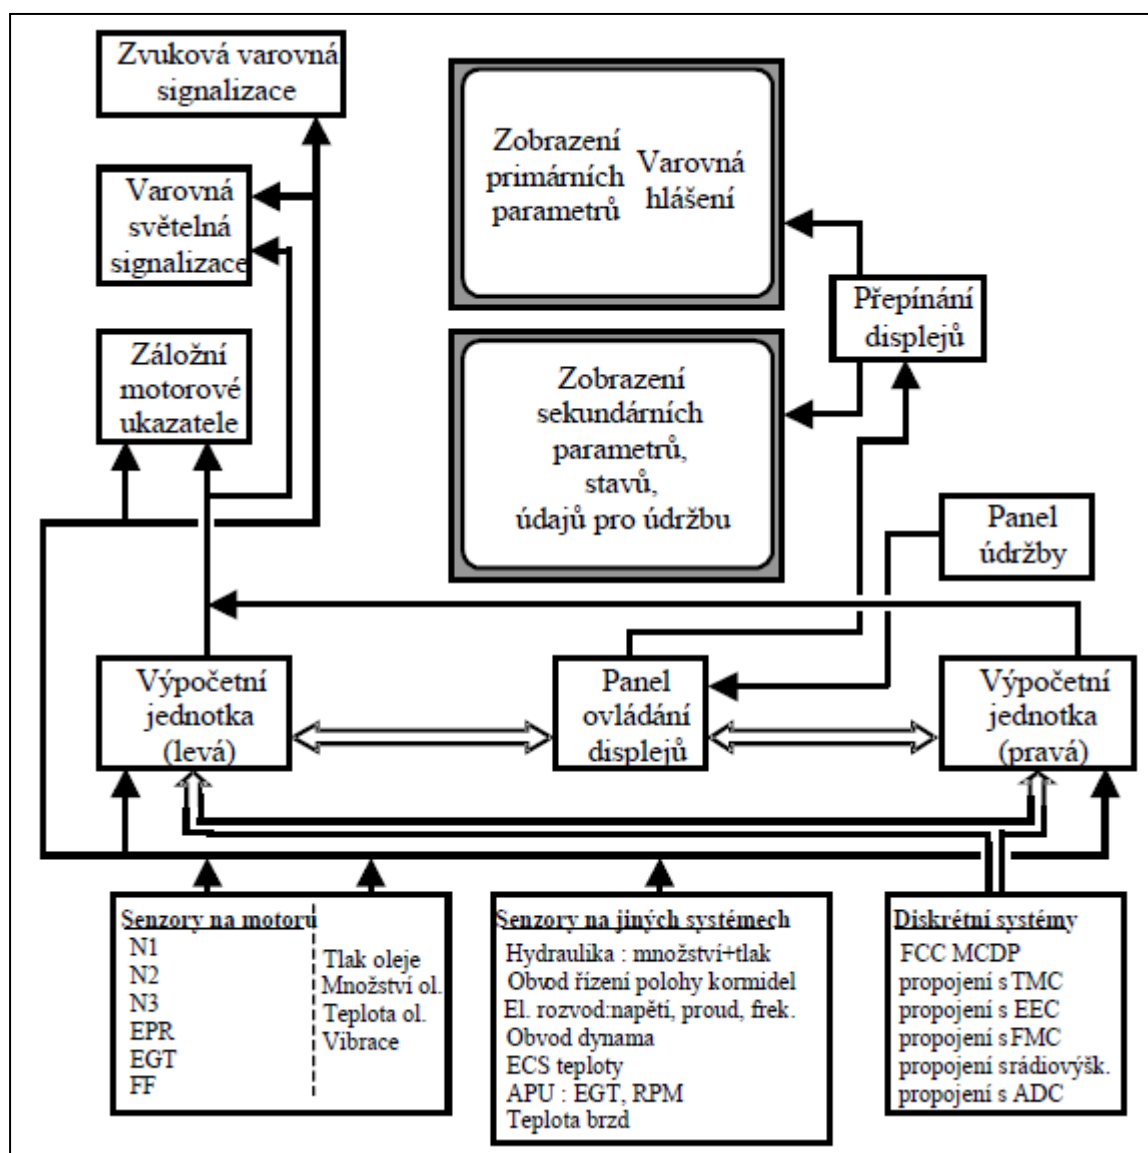 Zvuková varovná
signalizace
Zobrazení
primárních
parametrů
Varovná
hlášení
Varovná
světelná
signalizace
Přepínání
displejů
Záložní
motorové
ukazatele
Zobrazení
sekundárních
parametrů,
stavů,
údajů pro údržbu
Panel
údržby
Výpočetní
jednotka
(levá)
Panel
ovládání
displejů
Výpočetní
jednotka
(pravá)
Senzory na motoru
N1
N2
N3
EPR
EGT
FF
Tlak oleje
Množství ol.
Teplota ol.
Vibrace
Senzory na jiných systémech
Hydraulika : množství+tlak
Obvod řízení polohy kormidel
El. rozvod:napětí, proud, frek.
Obvod dynama
ECS teploty
APU : EGT, RPM
Teplota brzd
Diskrétní systémy
FCC MCDP
propojení s TMC
propojení s EEC
propojení s FMC
propojení s rádiovýšk.
propojení s ADC